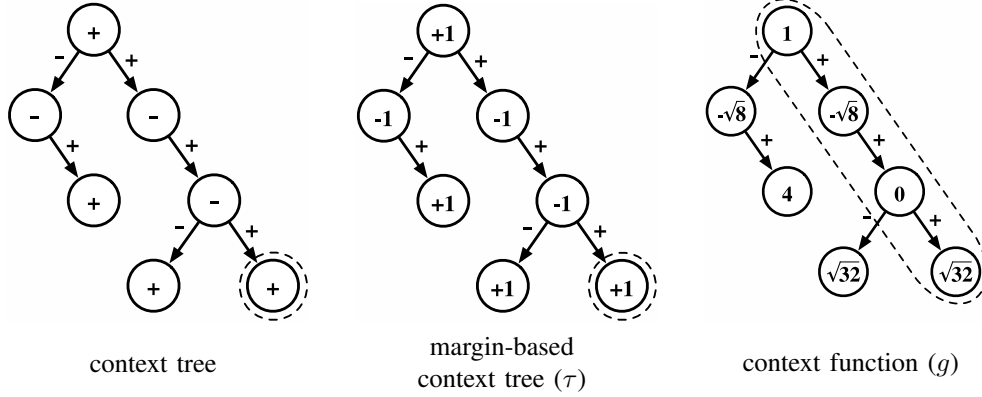 + +1 1
- + - + - +
- - -1 -1 -√8 -√8
+ + + + + +
+ - +1 -1 4 0
- + - + - +
+ + +1 +1 √32 √32
context tree
margin-based
context tree (τ)
context function (g)